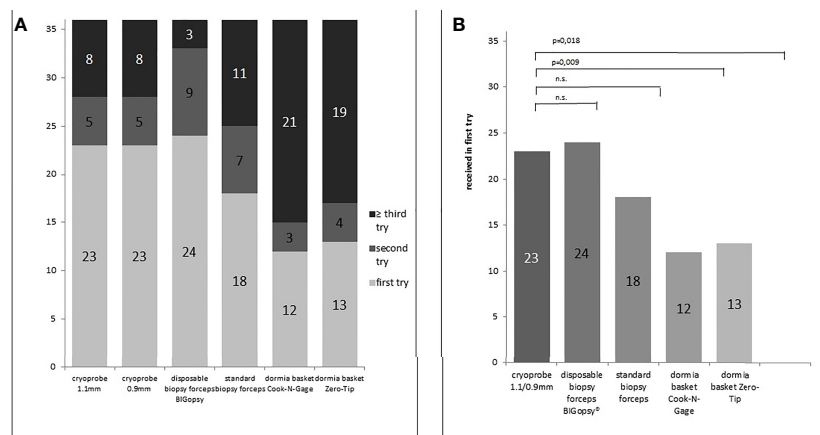 A
35
30
25
20
15
10
5
0
8
8
3
11
21
19
5
5
9
7
3
4
23
23
24
18
12
13
≥ third
try
second
try
first try
cryoprobe
1.1mm
cryoprobe
0.9mm
disposable
biopsy forceps
BIGopsy
standard
biopsy forceps
dormia basket
Cook-N-Gage
dormia basket
Zero-Tip
B
received in first try
35
30
25
20
15
10
5
0
p=0,018
p=0,009
n.s.
n.s.
23
24
18
12
13
cryoprobe
1.1/0.9mm
disposable
biopsy
forceps
BIGopsy®
standard
biopsy
forceps
dormia
basket
Cook-N-
Gage
dormia
basket Zero-
Tip